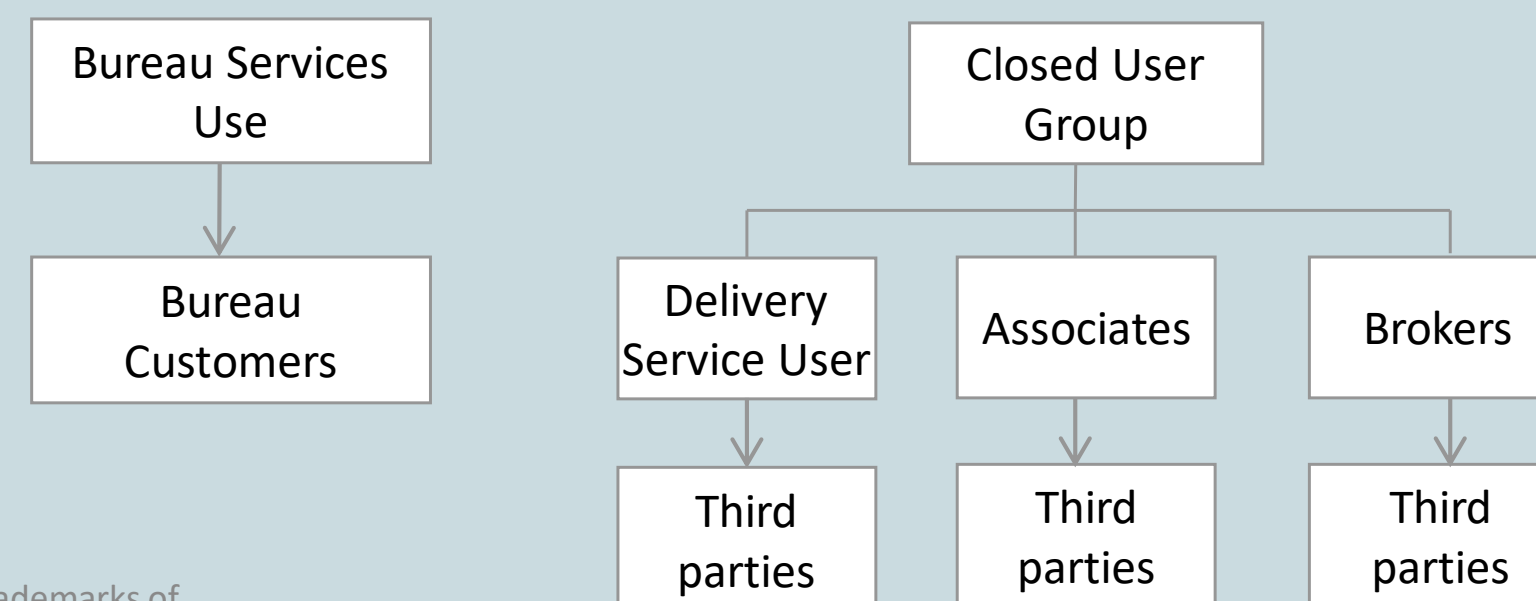 Bureau Services
Use
Closed User
Group
Bureau
Customers
Delivery
Service User
Associates
Brokers
Third
parties
Third
parties
Third
parties
of